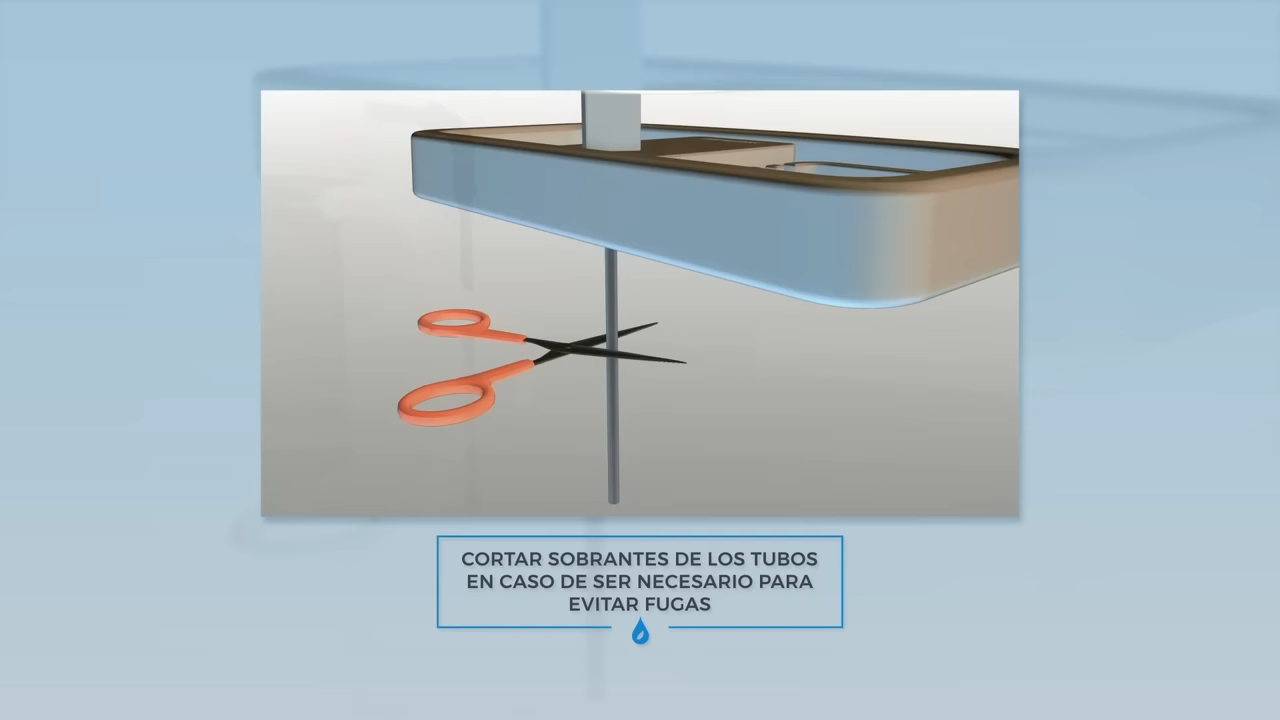 CORTAR SOBRANTES DE LOS TUBOS
EN CASO DE SER NECESARIO PARA
EVITAR FUGAS